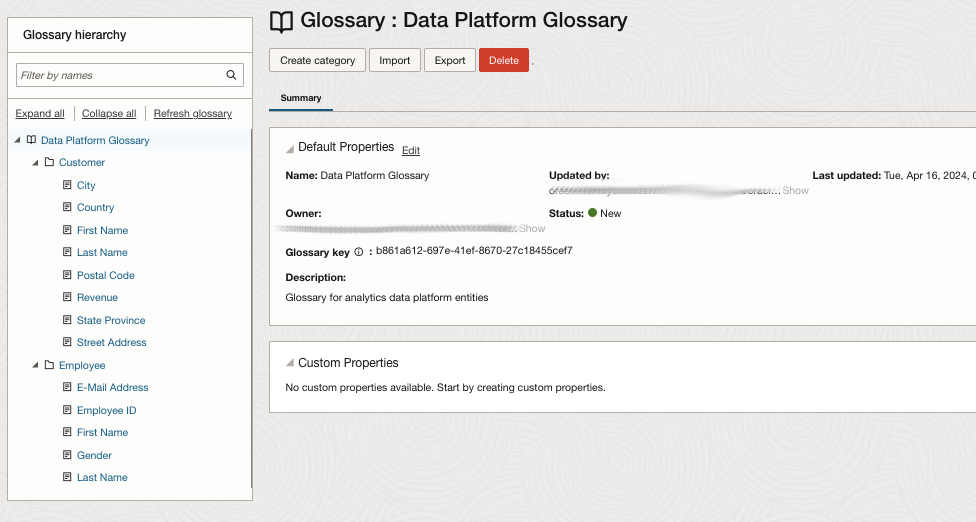 Glossary hierarchy
Filter by names
Expand all
Collapse all
Refresh glossary
Data Platform Glossary
Customer
City
Country
First Name
Last Name
Postal Code
Revenue
State Province
Street Address
Employee
E-Mail Address
Employee ID
First Name
Gender
Last Name
Glossary : Data Platform Glossary
Create category
Import
Export
Delete
Summary
Default Properties Edit
Name: Data Platform Glossary
Updated by:
Show
Last updated: Tue, Apr 16, 2024,
Owner:
Show
Status: New
Glossary key : b861a612-697e-41ef-8670-27c18455cef7
Description:
Glossary for analytics data platform entities
Custom Properties
No custom properties available. Start by creating custom properties.